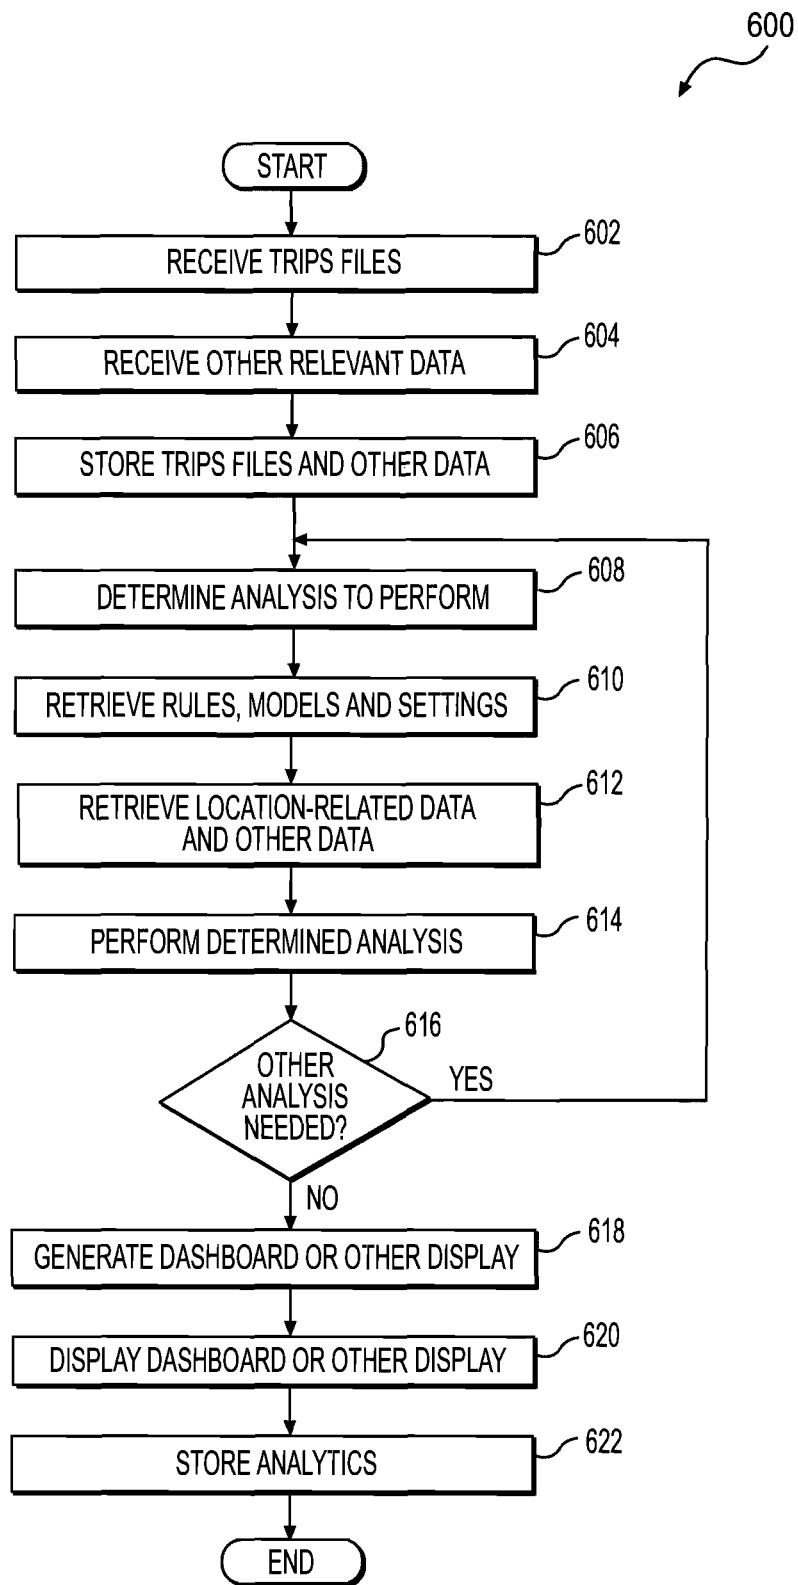 600
START
RECEIVE TRIPS FILES
602
RECEIVE OTHER RELEVANT DATA
604
STORE TRIPS FILES AND OTHER DATA
606
DETERMINE ANALYSIS TO PERFORM
608
RETRIEVE RULES, MODELS AND SETTINGS
610
RETRIEVE LOCATION-RELATED DATA
AND OTHER DATA
612
PERFORM DETERMINED ANALYSIS
614
616
OTHER
ANALYSIS
NEEDED?
YES
NO
GENERATE DASHBOARD OR OTHER DISPLAY
618
DISPLAY DASHBOARD OR OTHER DISPLAY
620
STORE ANALYTICS
622
END